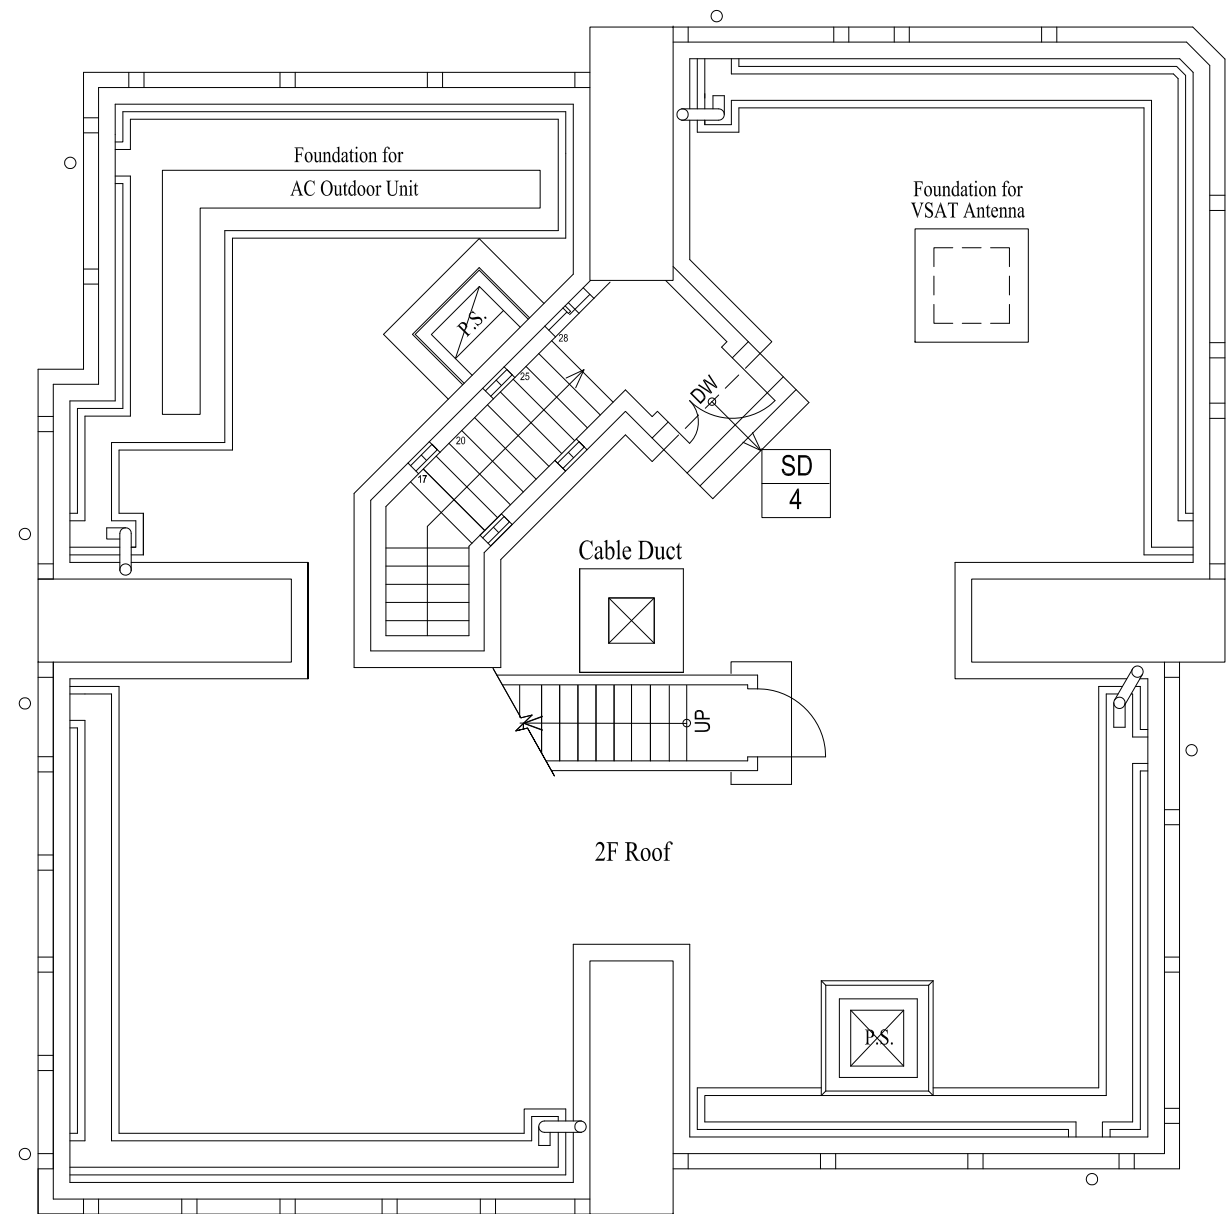 Foundation for
AC Outdoor Unit
Foundation for
VSAT Antenna
P.S.
28
25
20
17
DW
SD
4
Cable Duct
UP
2F Roof
P.S.